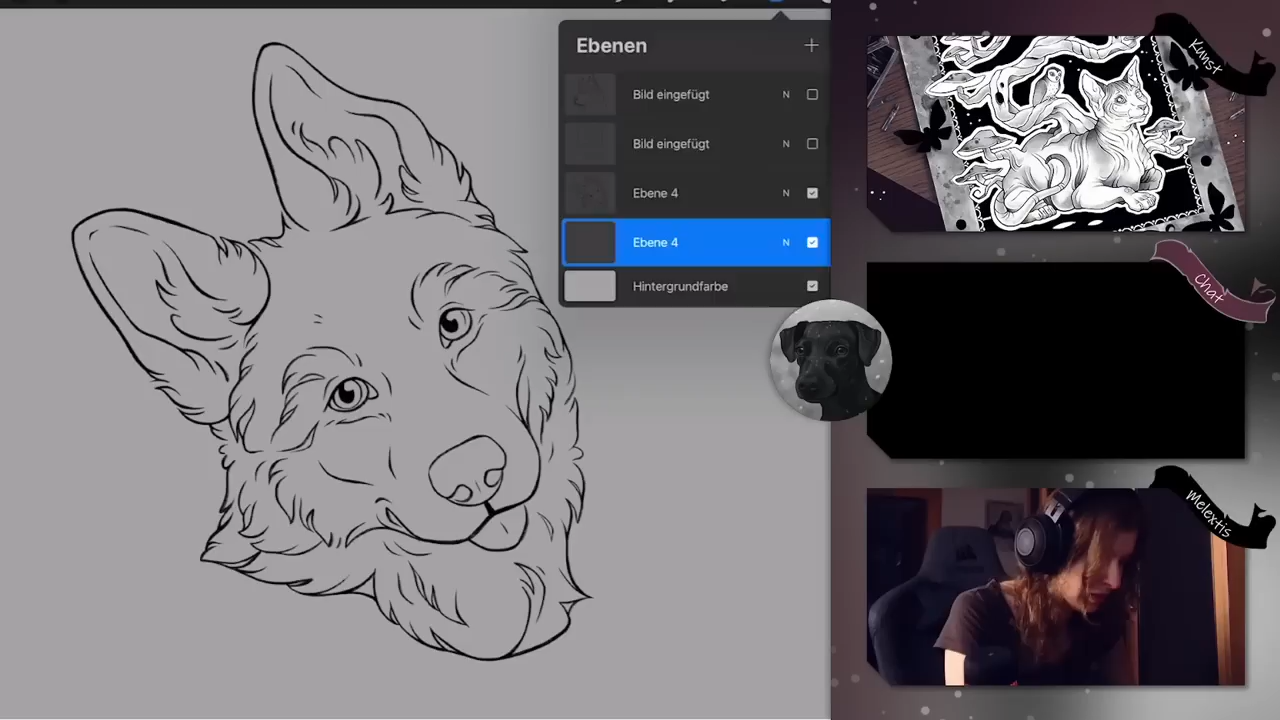 Ebenen
Bild eingefügt N
Bild eingefügt N
Ebene 4 N
Ebene 4 N
Hintergrundfarbe
Kunst
Chat
Melextis